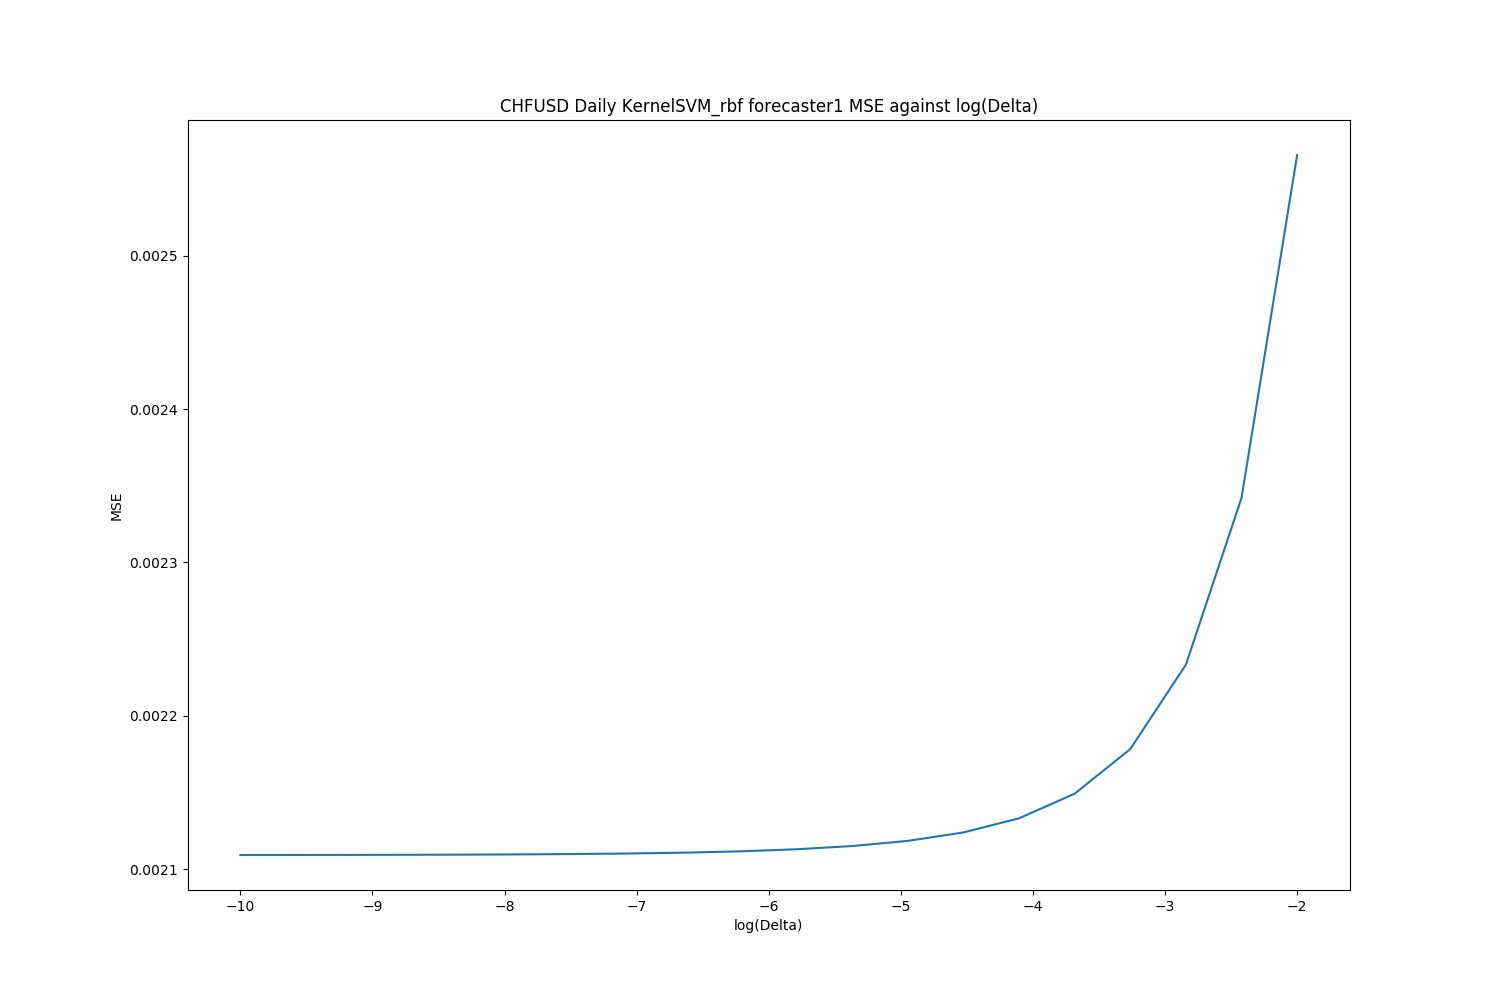 CHFUSD Daily KernelSVM_rbf forecaster1 MSE against log(Delta)
0.0025
0.0024
MSE
0.0023
0.0022
0.0021
−10 −9 −8 −7 −6 −5 −4 −3 −2
log(Delta)